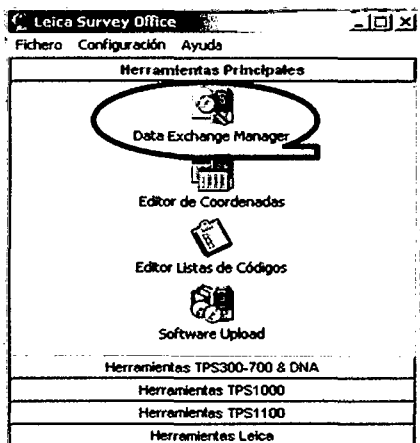 Leica Survey Office
Fichero Configuración Ayuda
Herramientas Principales
Data Exchange Manager
Editor de Coordenadas
Editor Listas de Códigos
Software Upload
Herramientas TPS300-700 & DNA
Herramientas TPS1000
Herramientas TPS1100
Herramientas Leica